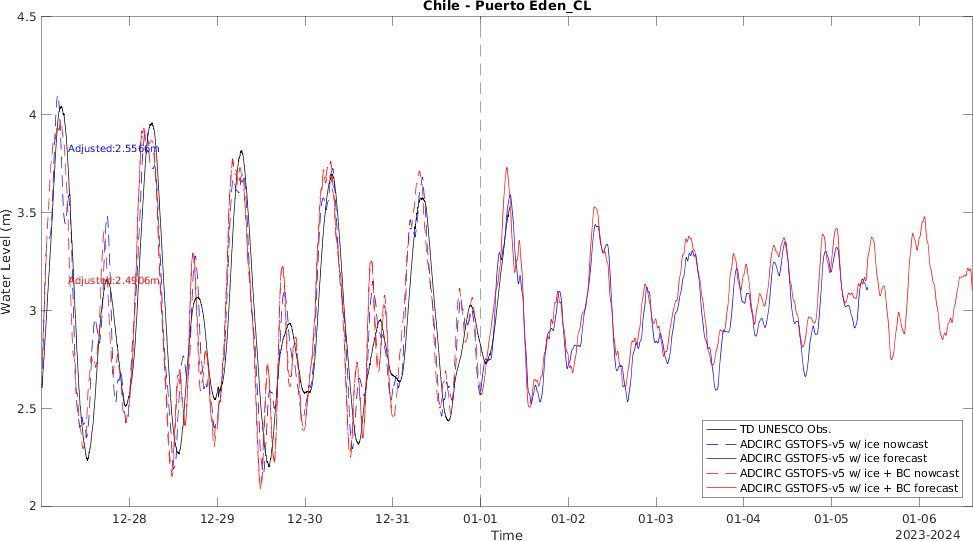 Chile - Puerto Eden_CL
4.5
4
3.5
3
2.5
2
Water Level (m)
Adjusted:2.5566m
Adjusted:2.4906m
TD UNESCO Obs.
ADCIRC GSTOFS-v5 w/ ice nowcast
ADCIRC GSTOFS-v5 w/ ice forecast
ADCIRC GSTOFS-v5 w/ ice + BC nowcast
ADCIRC GSTOFS-v5 w/ ice + BC forecast
12-28 12-29 12-30 12-31 01-01 01-02 01-03 01-04 01-05 01-06
Time
2023-2024